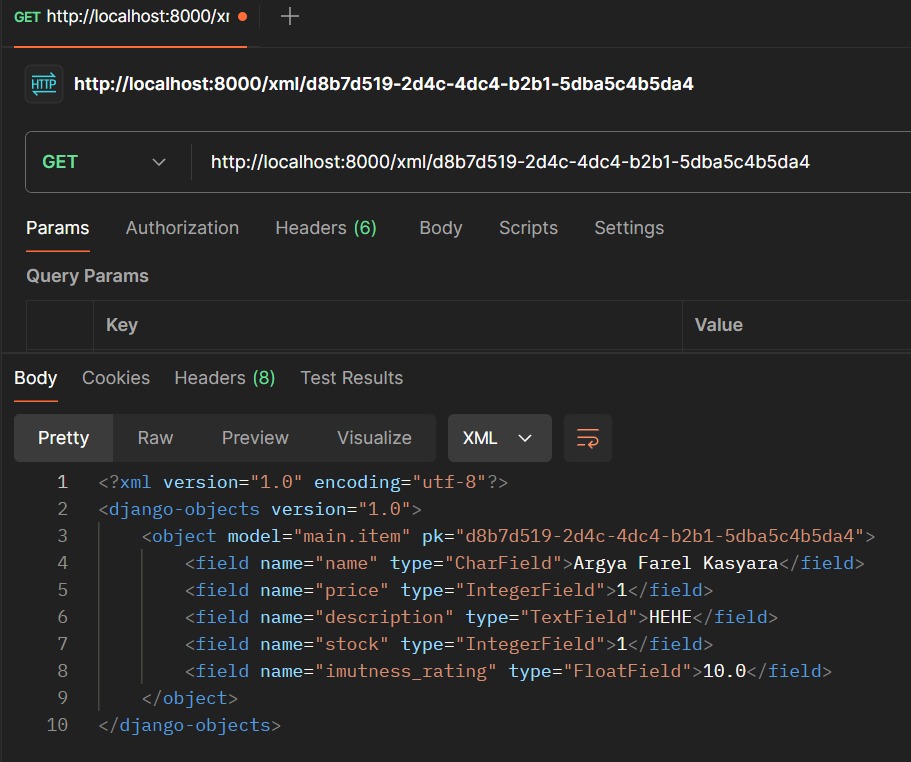 GET http://localhost:8000/xr
HTTP http://localhost:8000/xml/d8b7d519-2d4c-4dc4-b2b1-5dba5c4b5da4
GET http://localhost:8000/xml/d8b7d519-2d4c-4dc4-b2b1-5dba5c4b5da4
Params Authorization Headers (6) Body Scripts Settings
Query Params
Key Value
Body Cookies Headers (8) Test Results
Pretty Raw Preview Visualize XML
1 <?xml version="1.0" encoding="utf-8"?>
2 <django-objects version="1.0">
3 <object model="main.item" pk="d8b7d519-2d4c-4dc4-b2b1-5dba5c4b5da4">
4 <field name="name" type="CharField">Argya Farel Kasyara</field>
5 <field name="price" type="IntegerField">1</field>
6 <field name="description" type="TextField">HEHE</field>
7 <field name="stock" type="IntegerField">1</field>
8 <field name="imutness_rating" type="FloatField">10.0</field>
9 </object>
10 </django-objects>